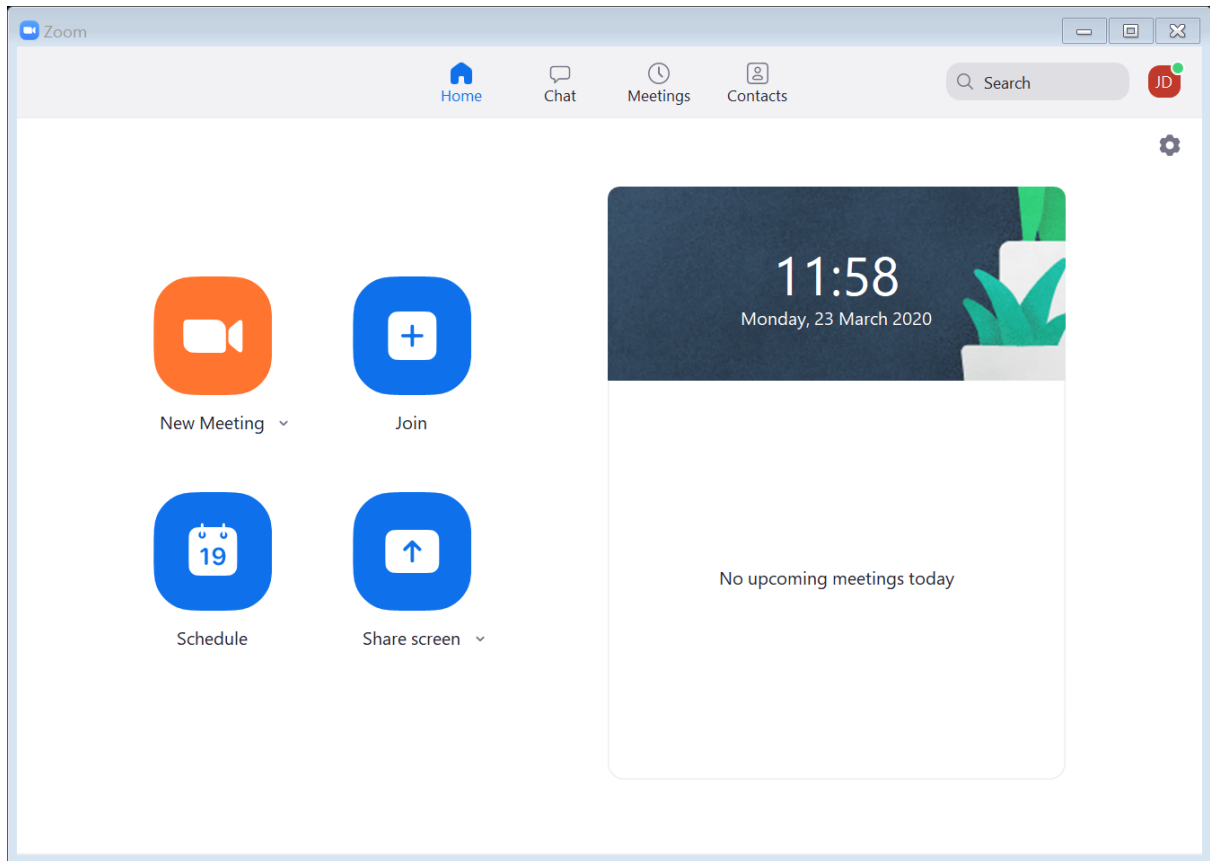 Zoom
Home
Chat
Meetings
Contacts
Search
JD
11:58
Monday, 23 March 2020
New Meeting
Join
19
Schedule
Share screen
No upcoming meetings today